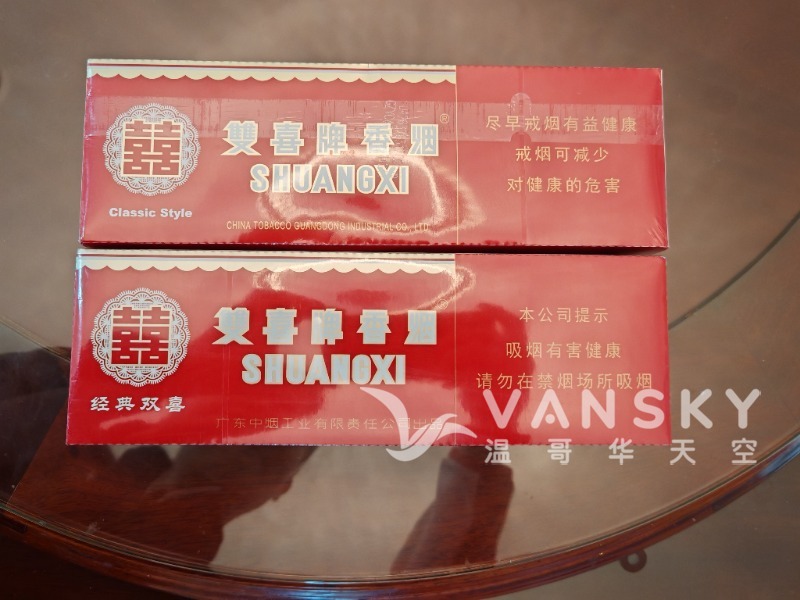 囍
Classic Style
雙喜牌香烟®
SHUANGXI
CHINA TOBACCO GUANGDONG INDUSTRIAL CO., LTD.
尽早戒烟有益健康
戒烟可减少
对健康的危害
囍
经典双喜
雙喜牌香烟
SHUANGXI
广东中烟工业有限责任公司出品
本公司提示
吸烟有害健康
请勿在禁烟场所吸烟
VANSKY
温哥华天空